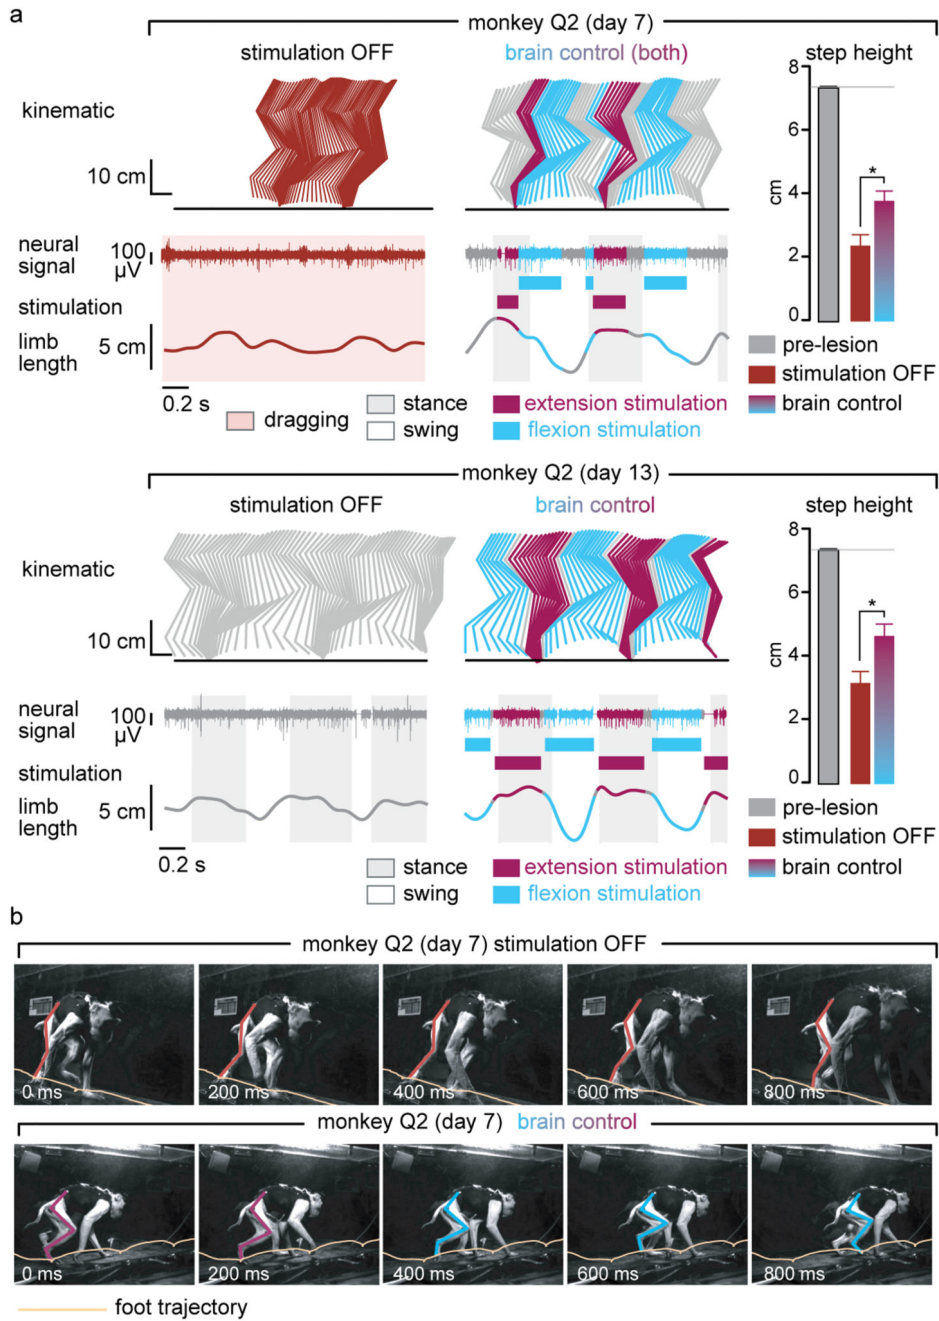 a
monkey Q2 (day 7)
stimulation OFF
brain control (both)
step height
kinematic
10 cm
8
6
4
2
0
cm
*
neural
signal
100
µV
stimulation
limb
length
5 cm
0.2 s
dragging
stance
swing
extension stimulation
flexion stimulation
pre-lesion
stimulation OFF
brain control
monkey Q2 (day 13)
stimulation OFF
brain control
step height
kinematic
10 cm
8
6
4
2
0
cm
*
neural
signal
100
µV
stimulation
limb
length
5 cm
0.2 s
stance
swing
extension stimulation
flexion stimulation
pre-lesion
stimulation OFF
brain control
b
monkey Q2 (day 7) stimulation OFF
0 ms
200 ms
400 ms
600 ms
800 ms
monkey Q2 (day 7) brain control
0 ms
200 ms
400 ms
600 ms
800 ms
foot trajectory